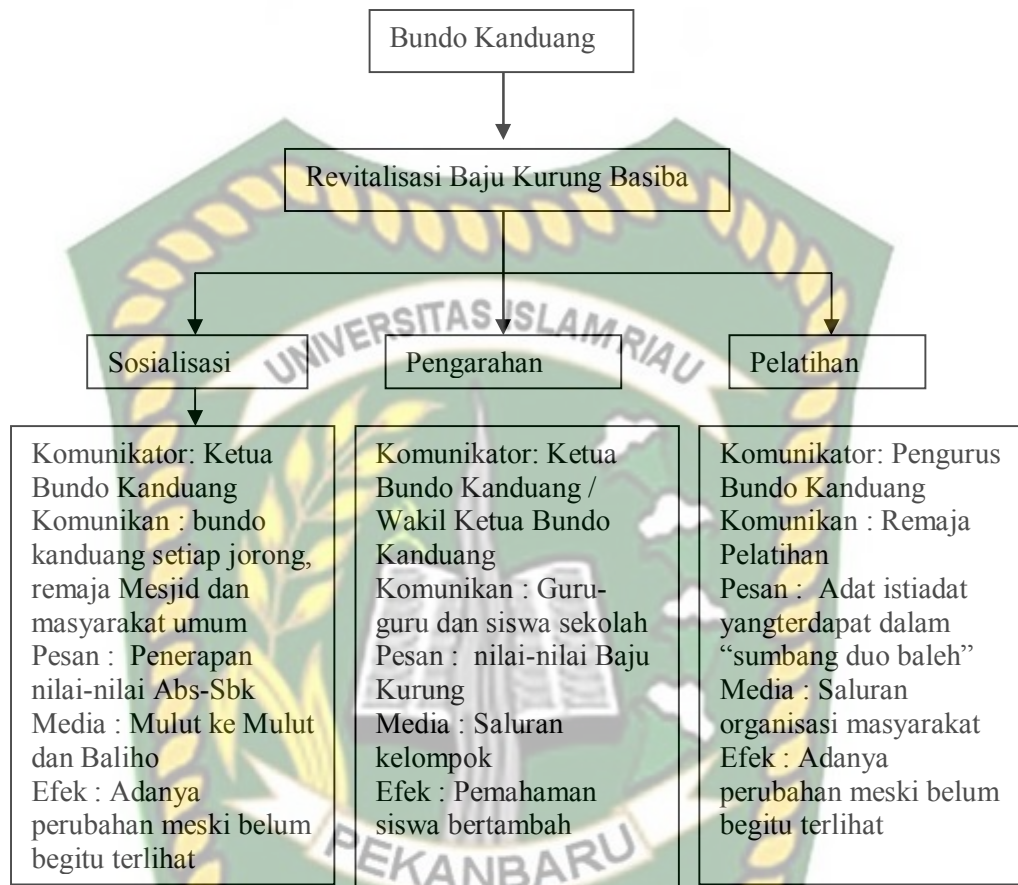 Bundo Kanduang
Revitalisasi Baju Kurung Basiba
UNIVERSITAS ISLAM RIAU
Sosialisasi
Pengarahan
Pelatihan
Komunikator: Ketua
Bundo Kanduang
Komunikan : bundo
kanduang setiap jorong,
remaja Mesjid dan
masyarakat umum
Pesan : Penerapan
nilai-nilai Abs-Sbk
Media : Mulut ke Mulut
dan Baliho
Efek : Adanya
perubahan meski belum
begitu terlihat
Komunikator: Ketua
Bundo Kanduang /
Wakil Ketua Bundo
Kanduang
Komunikan : Guru-
guru dan siswa sekolah
Pesan : nilai-nilai Baju
Kurung
Media : Saluran
kelompok
Efek : Pemahaman
siswa bertambah
Komunikator: Pengurus
Bundo Kanduang
Komunikan : Remaja
Pelatihan
Pesan : Adat istiadat
yangterdapat dalam
“sumbang duo baleh”
Media : Saluran
organisasi masyarakat
Efek : Adanya
perubahan meski belum
begitu terlihat
PEKANBARU